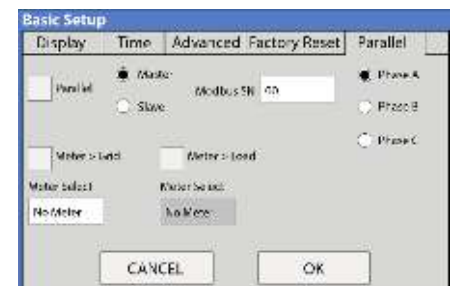 Basic Setup
Display Time Advanced Factory Reset Parallel
Parallel Master Modbus SN 00 Phase A
Slave Phase B
Phase C
Meter > Grid Meter > Load
Meter Select Meter Select
No Meter No Meter
CANCEL OK